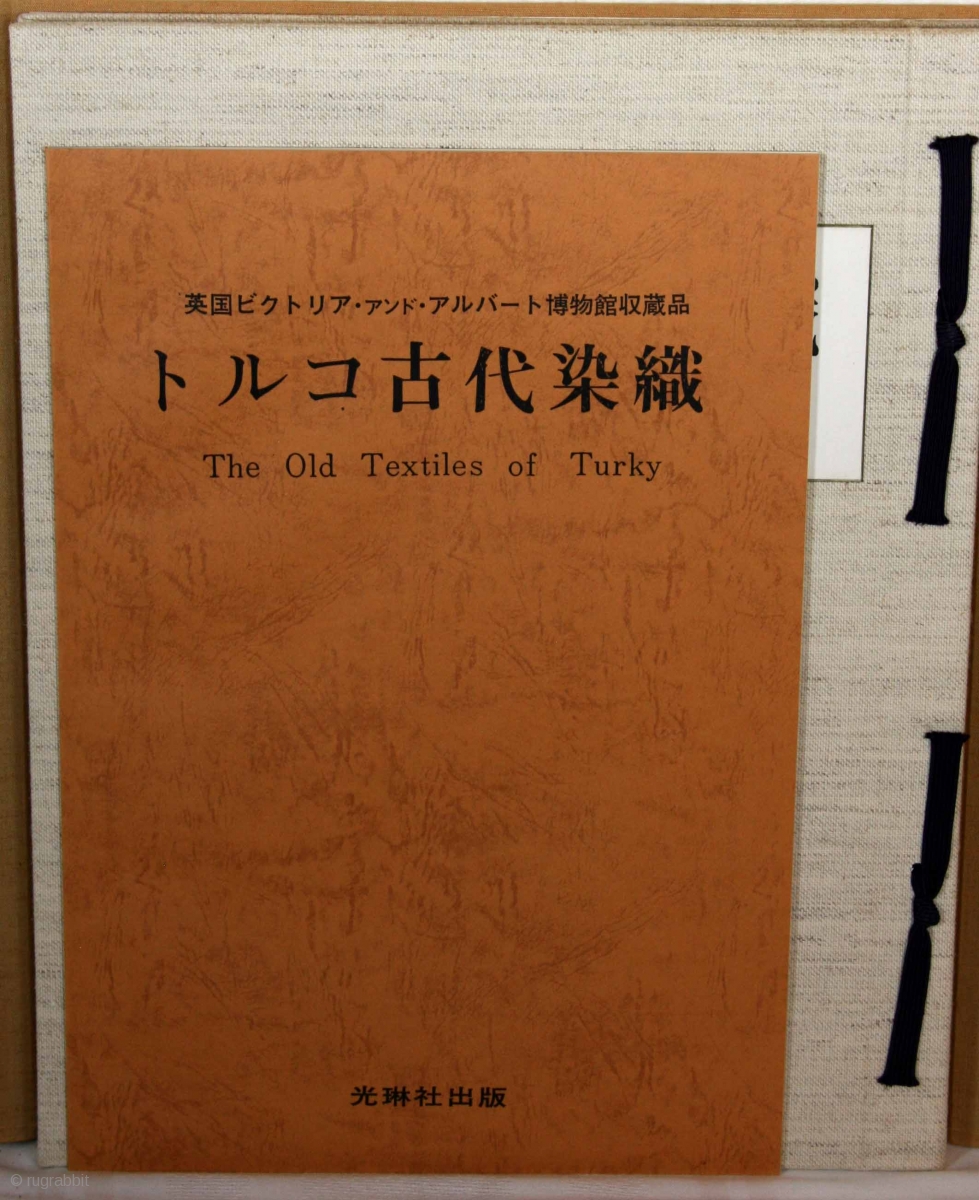 英国ビクトリア・アンド・アルバート博物館収蔵品
トルコ古代染織
The Old Textiles of Turky
光琳社出版
© rugrabbit